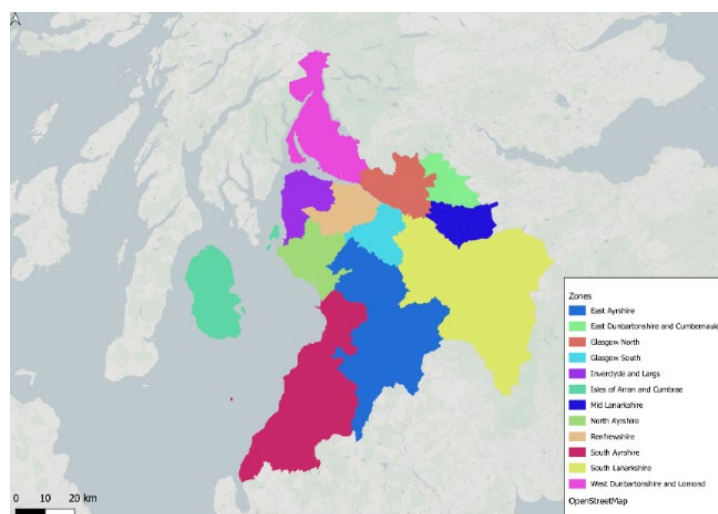 Zones
East Ayrshire
East Dunbartonshire and Cumbernauld
Glasgow North
Glasgow South
Inverclyde and Largs
Isles of Arran and Cumbrae
Mid Lanarkshire
North Ayrshire
Renfrewshire
South Ayrshire
South Lanarkshire
West Dunbartonshire and Lomond
OpenStreetMap
0 10 20 km